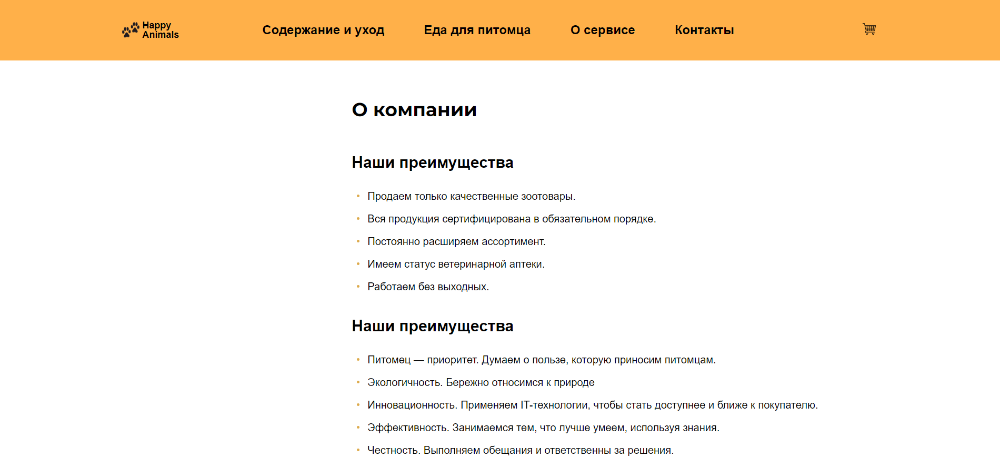 Happy
Animals
Содержание и уход
Еда для питомца
О сервисе
Контакты
О компании
Наши преимущества
Продаем только качественные зоотовары.
Вся продукция сертифицирована в обязательном порядке.
Постоянно расширяем ассортимент.
Имеем статус ветеринарной аптеки.
Работаем без выходных.
Наши преимущества
Питомец — приоритет. Думаем о пользе, которую приносим питомцам.
Экологичность. Бережно относимся к природе
Инновационность. Применяем IT-технологии, чтобы стать доступнее и ближе к покупателю.
Эффективность. Занимаемся тем, что лучше умеем, используя знания.
Честность. Выполняем обещания и ответственны за решения.